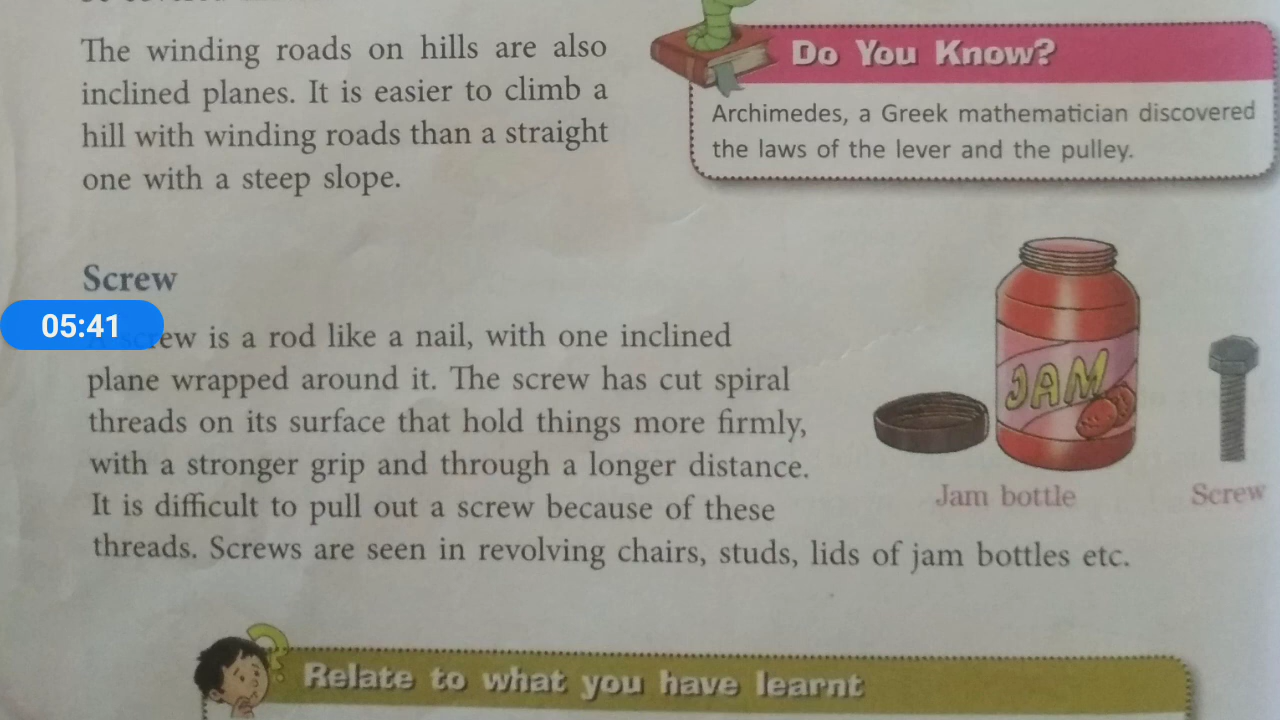 The winding roads on hills are also
inclined planes. It is easier to climb a
hill with winding roads than a straight
one with a steep slope.
Do You Know?
Archimedes, a Greek mathematician discovered
the laws of the lever and the pulley.
Screw
05:41
screw is a rod like a nail, with one inclined
plane wrapped around it. The screw has cut spiral
threads on its surface that hold things more firmly,
with a stronger grip and through a longer distance.
It is difficult to pull out a screw because of these
threads. Screws are seen in revolving chairs, studs, lids of jam bottles etc.
JAM
Jam bottle
Screw
Relate to what you have learnt